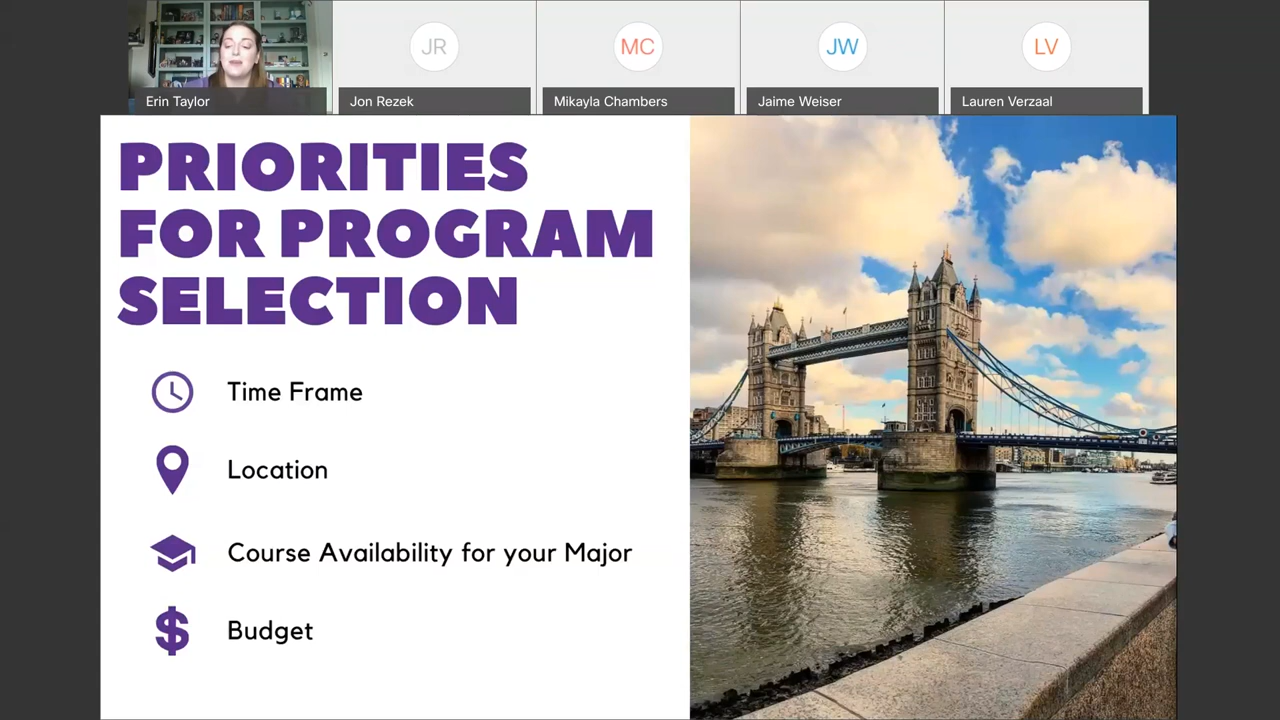 JR
MC
JW
LV
Erin Taylor
Jon Rezek
Mikayla Chambers
Jaime Weiser
Lauren Verzaal
PRIORITIES
FOR PROGRAM
SELECTION
Time Frame
Location
Course Availability for your Major
$ Budget